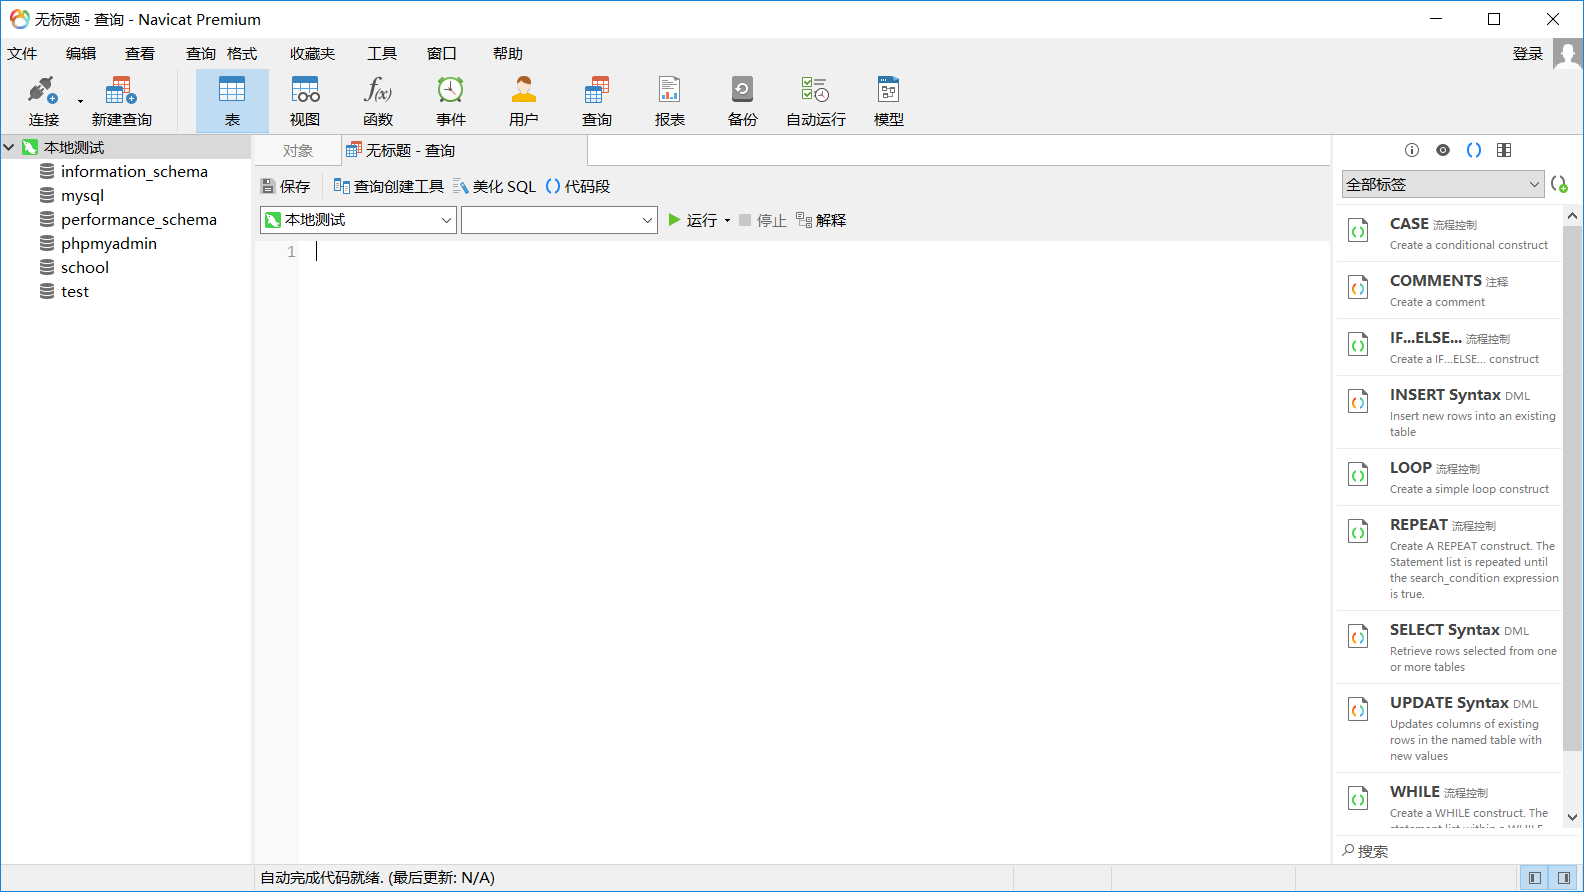 无标题 - 查询 - Navicat Premium
文件 编辑 查看 查询 格式 收藏夹 工具 窗口 帮助 登录
连接 新建查询 表 视图 函数 事件 用户 查询 报表 备份 自动运行 模型
本地测试
information_schema
mysql
performance_schema
phpmyadmin
school
test
对象 无标题 - 查询
保存 查询创建工具 美化 SQL 代码段
本地测试 运行 停止 解释
1
全部标签
CASE 流程控制
Create a conditional construct
COMMENTS 注释
Create a comment
IF...ELSE... 流程控制
Create a IF...ELSE... construct
INSERT Syntax DML
Insert new rows into an existing
table
LOOP 流程控制
Create a simple loop construct
REPEAT 流程控制
Create A REPEAT construct. The
Statement list is repeated until
the search_condition expression
is true.
SELECT Syntax DML
Retrieve rows selected from one
or more tables
UPDATE Syntax DML
Updates columns of existing
rows in the named table with
new values
WHILE 流程控制
Create a WHILE construct. The
statement list within a WHILE
搜索
自动完成代码就绪. (最后更新: N/A)